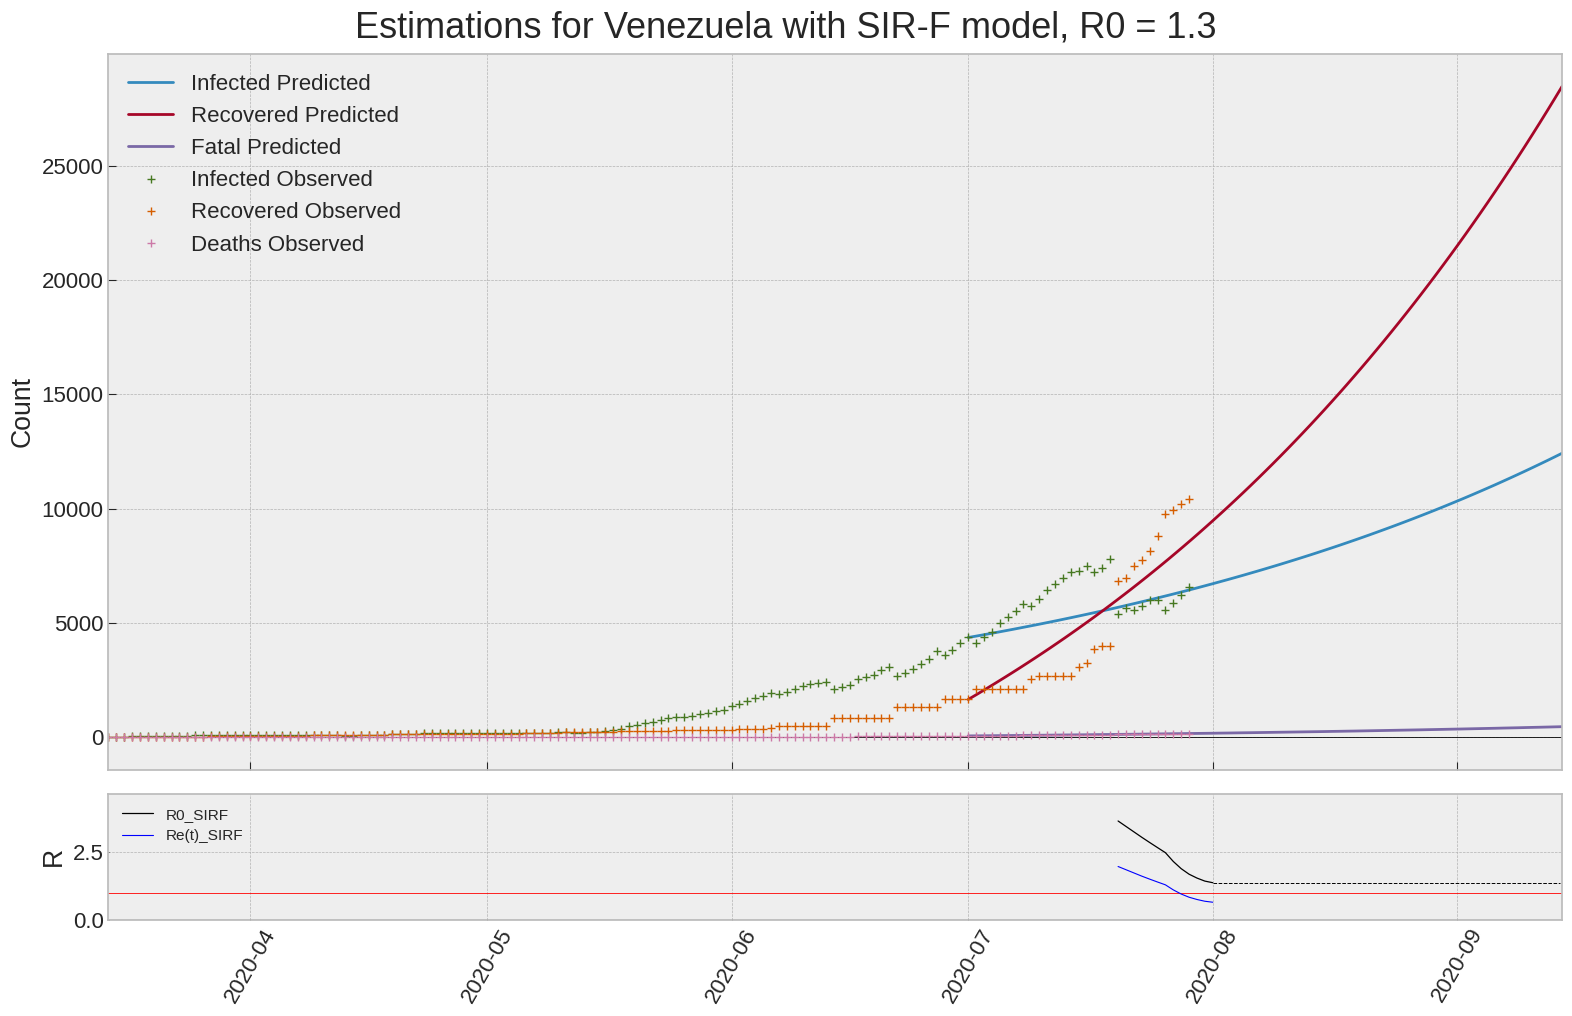 Estimations for Venezuela with SIR-F model, R0 = 1.3
Infected Predicted
Recovered Predicted
Fatal Predicted
Infected Observed
Recovered Observed
Deaths Observed
25000
20000
15000
10000
5000
0
Count
R0_SIRF
Re(t)_SIRF
2.5
0.0
R
2020-04
2020-05
2020-06
2020-07
2020-08
2020-09